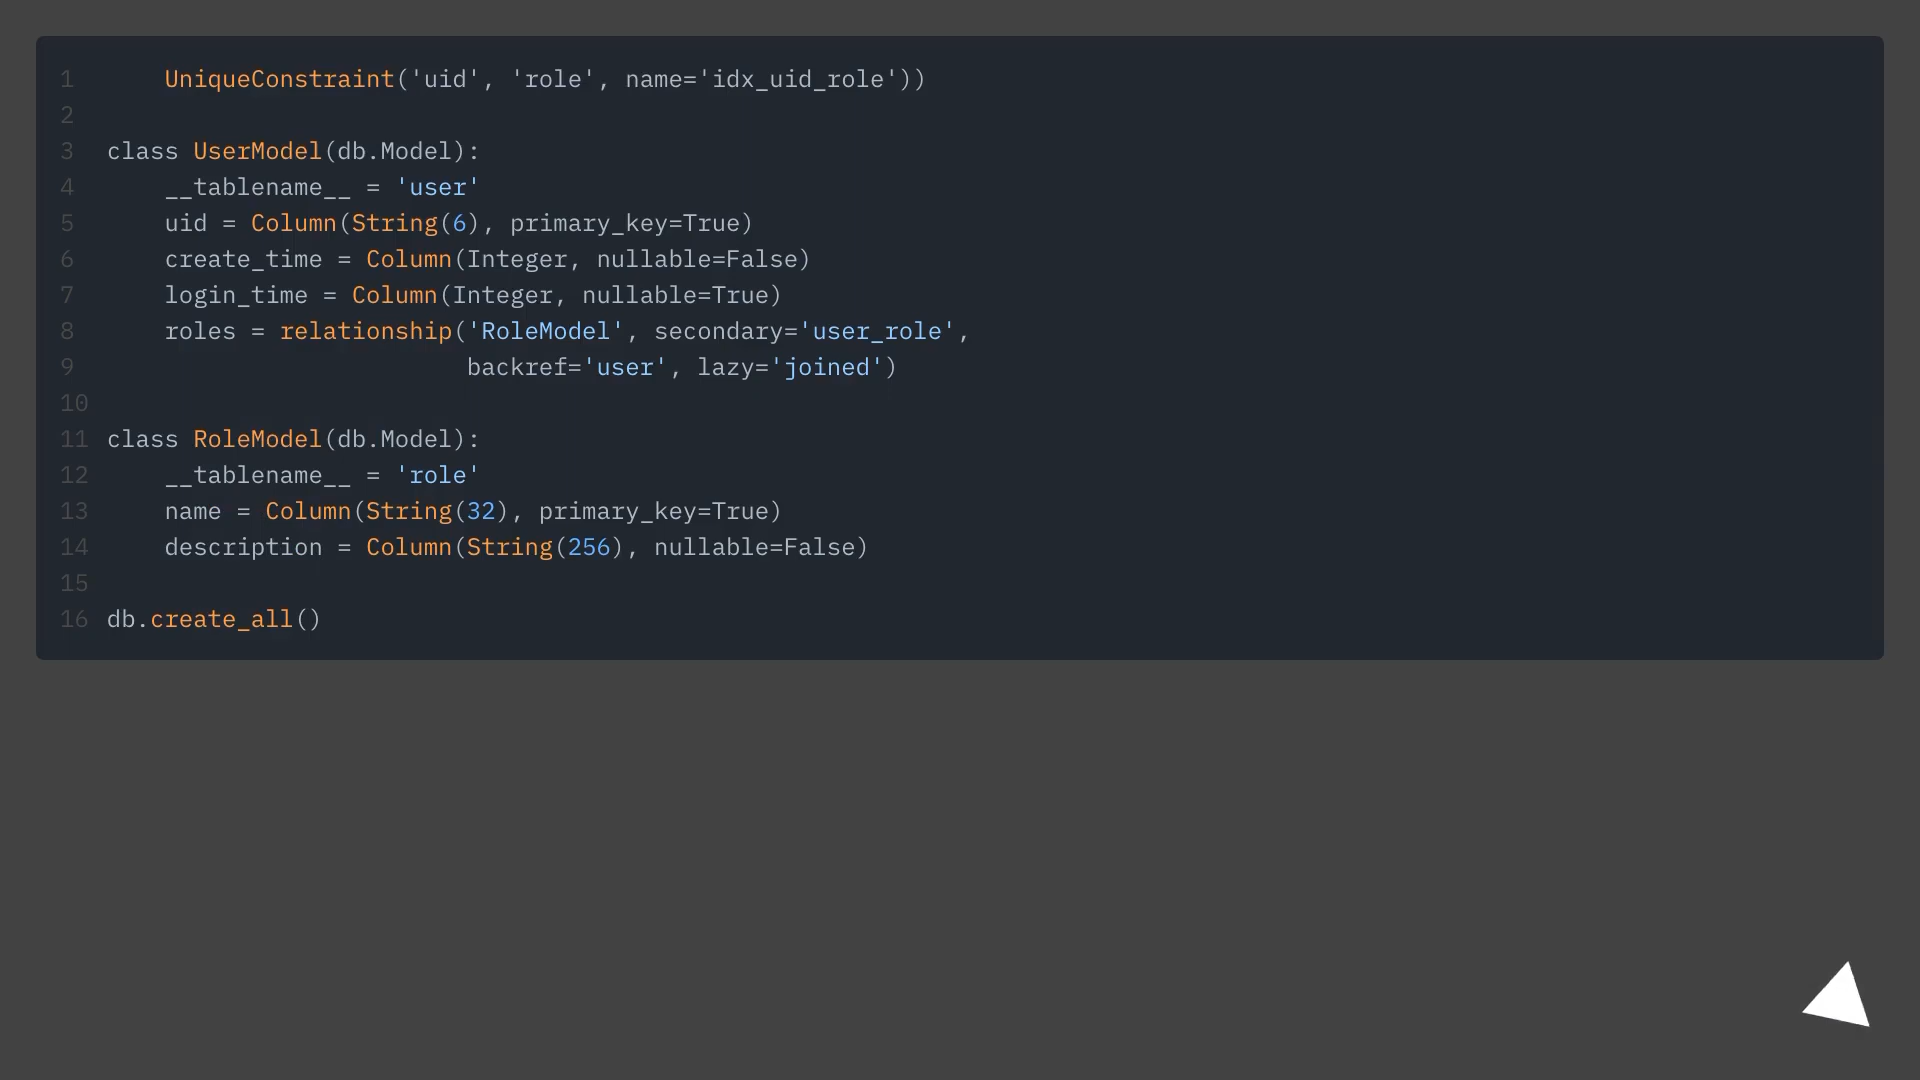 1 UniqueConstraint('uid', 'role', name='idx_uid_role'))
2
3 class UserModel(db.Model):
4 __tablename__ = 'user'
5 uid = Column(String(6), primary_key=True)
6 create_time = Column(Integer, nullable=False)
7 login_time = Column(Integer, nullable=True)
8 roles = relationship('RoleModel', secondary='user_role',
9 backref='user', lazy='joined')
10
11 class RoleModel(db.Model):
12 __tablename__ = 'role'
13 name = Column(String(32), primary_key=True)
14 description = Column(String(256), nullable=False)
15
16 db.create_all()